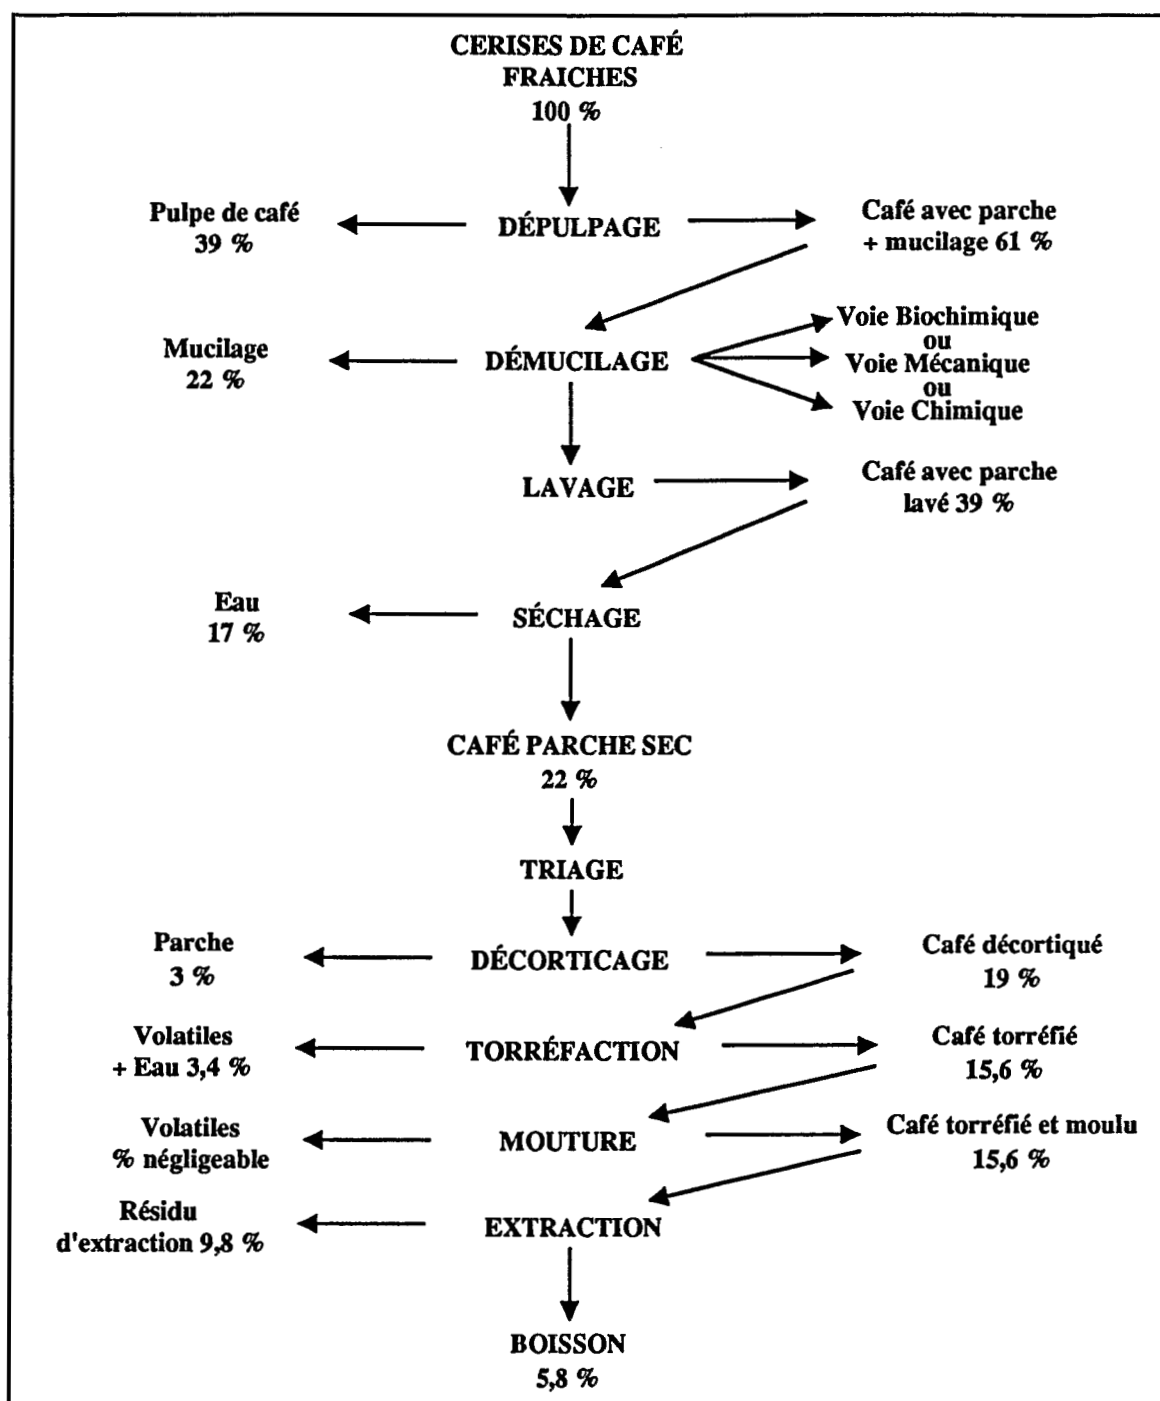 CERISES DE CAFÉ
FRAICHES
100 %
Pulpe de café
39 %
DÉPULPAGE
Café avec parche
+ mucilage 61 %
Mucilage
22 %
DÉMUCILAGE
Voie Biochimique
ou
Voie Mécanique
ou
Voie Chimique
LAVAGE
Café avec parche
lavé 39 %
Eau
17 %
SÉCHAGE
CAFÉ PARCHE SEC
22 %
TRIAGE
Parche
3 %
DÉCORTICAGE
Café décortiqué
19 %
Volatiles
+ Eau 3,4 %
TORRÉFACTION
Café torréfié
15,6 %
Volatiles
% négligeable
MOUTURE
Café torréfié et moulu
15,6 %
Résidu
d'extraction 9,8 %
EXTRACTION
BOISSON
5,8 %